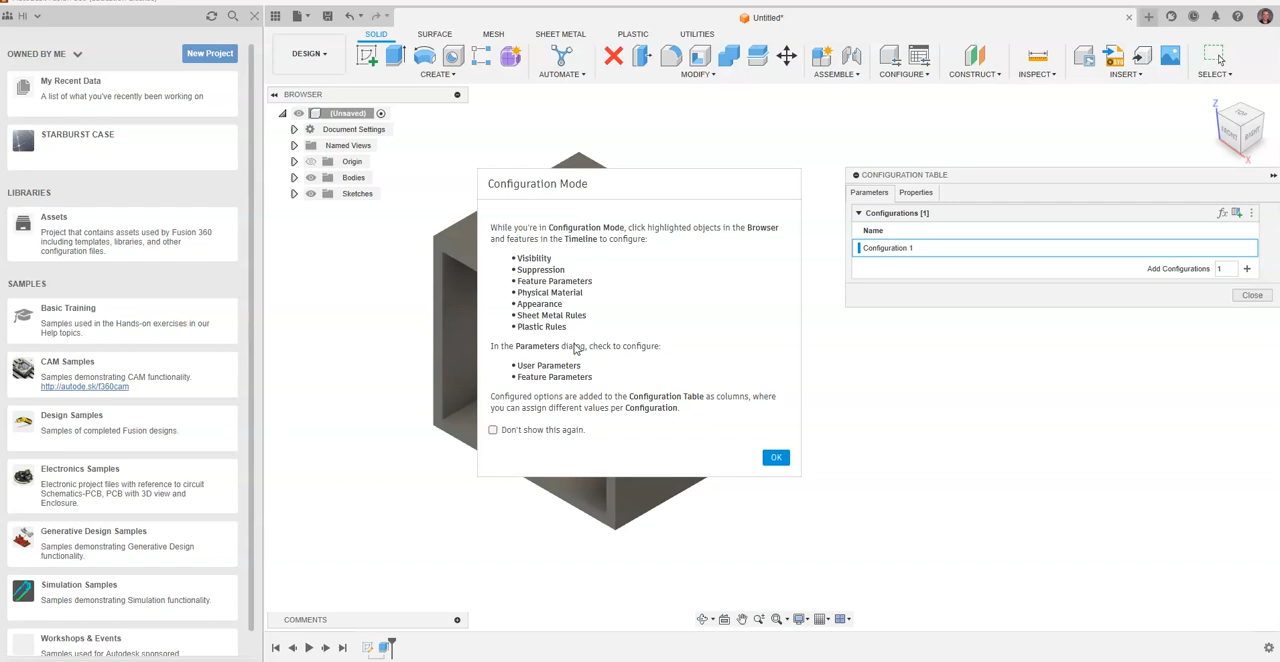 HI
Untitled*
OWNED BY ME
New Project
My Recent Data
A list of what you've recently been working on
STARBURST CASE
LIBRARIES
Assets
Project that contains assets used by Fusion 360
including templates, libraries, and other
configuration files.
SAMPLES
Basic Training
Samples used in the Hands-on exercises in our
Help topics.
CAM Samples
Samples demonstrating CAM functionality.
http://autode.sk/f360cam
Design Samples
Samples of completed Fusion designs.
Electronics Samples
Electronic project files with reference to circuit
Schematics-PCB, PCB with 3D view and
Enclosure.
Generative Design Samples
Samples demonstrating Generative Design
functionality.
Simulation Samples
Samples demonstrating Simulation functionality.
Workshops & Events
Samples used for Autodesk sponsored
DESIGN
SOLID SURFACE MESH SHEET METAL PLASTIC UTILITIES
CREATE AUTOMATE MODIFY ASSEMBLE CONFIGURE CONSTRUCT INSPECT INSERT SELECT
BROWSER
(Unsaved)
Document Settings
Named Views
Origin
Bodies
Sketches
Configuration Mode
While you're in Configuration Mode, click highlighted objects in the Browser
and features in the Timeline to configure:
• Visibility
• Suppression
• Feature Parameters
• Physical Material
• Appearance
• Sheet Metal Rules
• Plastic Rules
In the Parameters dialog, check to configure:
• User Parameters
• Feature Parameters
Configured options are added to the Configuration Table as columns, where
you can assign different values per Configuration.
Don't show this again.
OK
Z
TOP
FRONT
RIGHT
X
CONFIGURATION TABLE
Parameters Properties
Configurations [1]
fx
Name
Configuration 1
Add Configurations 1
Close
COMMENTS